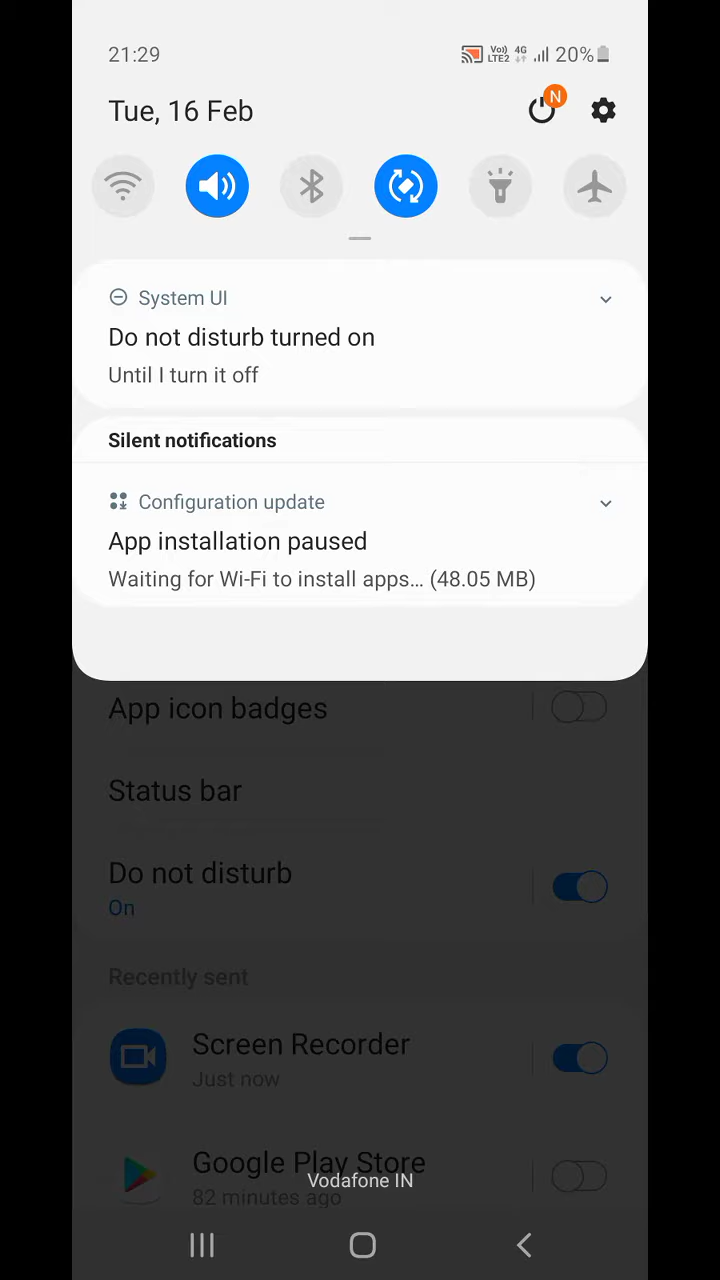 21:29
Vo)) LTE2 4G 20%
Tue, 16 Feb
N
System UI
Do not disturb turned on
Until I turn it off
Silent notifications
Configuration update
App installation paused
Waiting for Wi-Fi to install apps... (48.05 MB)
App icon badges
Status bar
Do not disturb
On
Recently sent
Screen Recorder
Just now
Google Play Store
Vodafone IN
82 minutes ago